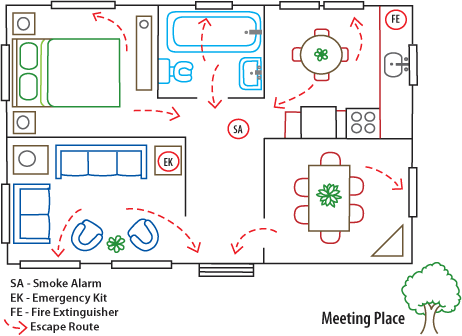 FE
SA
EK
SA - Smoke Alarm
EK - Emergency Kit
FE - Fire Extinguisher
Escape Route
Meeting Place